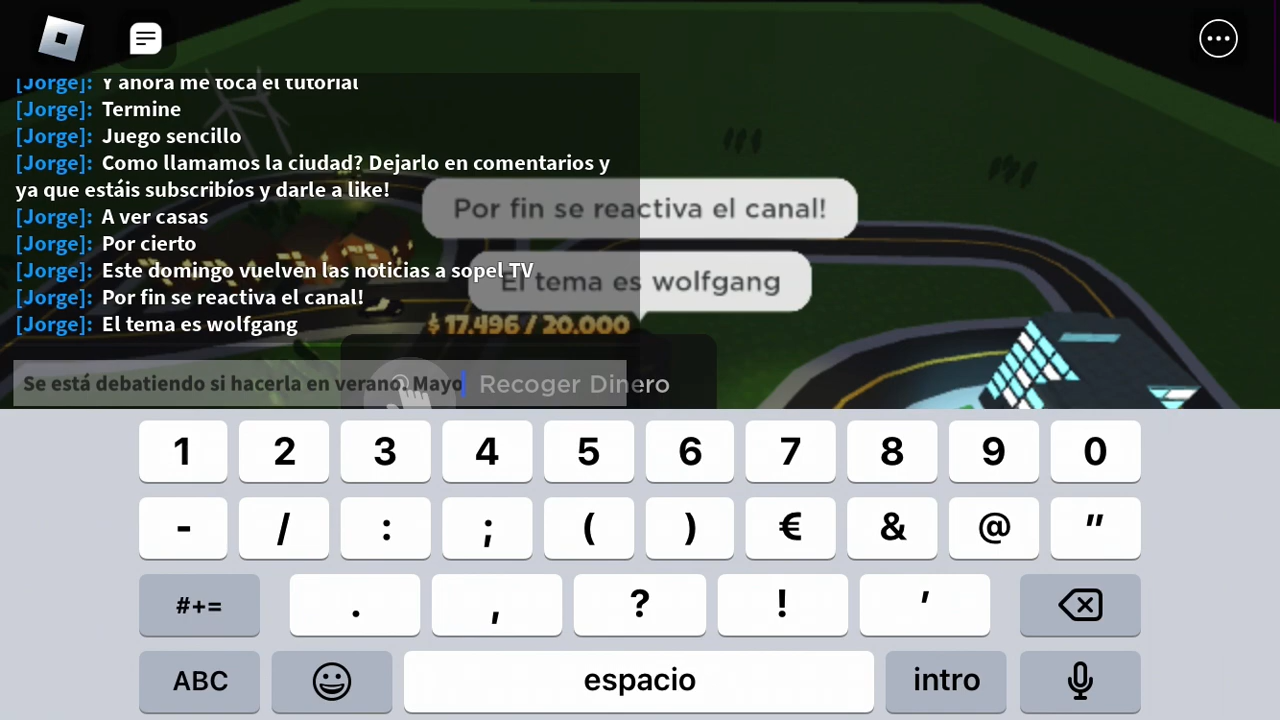 [Jorge]: Y ahora me toca el tutorial
[Jorge]: Termine
[Jorge]: Juego sencillo
[Jorge]: Como llamamos la ciudad? Dejarlo en comentarios y
ya que estáis subscribíos y darle a like!
[Jorge]: A ver casas
[Jorge]: Por cierto
[Jorge]: Este domingo vuelven las noticias a sopel TV
[Jorge]: Por fin se reactiva el canal!
[Jorge]: El tema es wolfgang
Por fin se reactiva el canal!
El tema es wolfgang
$ 17.496 / 20.000
Se está debatiendo si hacerla en verano, Mayo
Recoger Dinero
1 2 3 4 5 6 7 8 9 0
- / : ; ( ) € & @ "
#+= . , ? ! '
ABC espacio intro